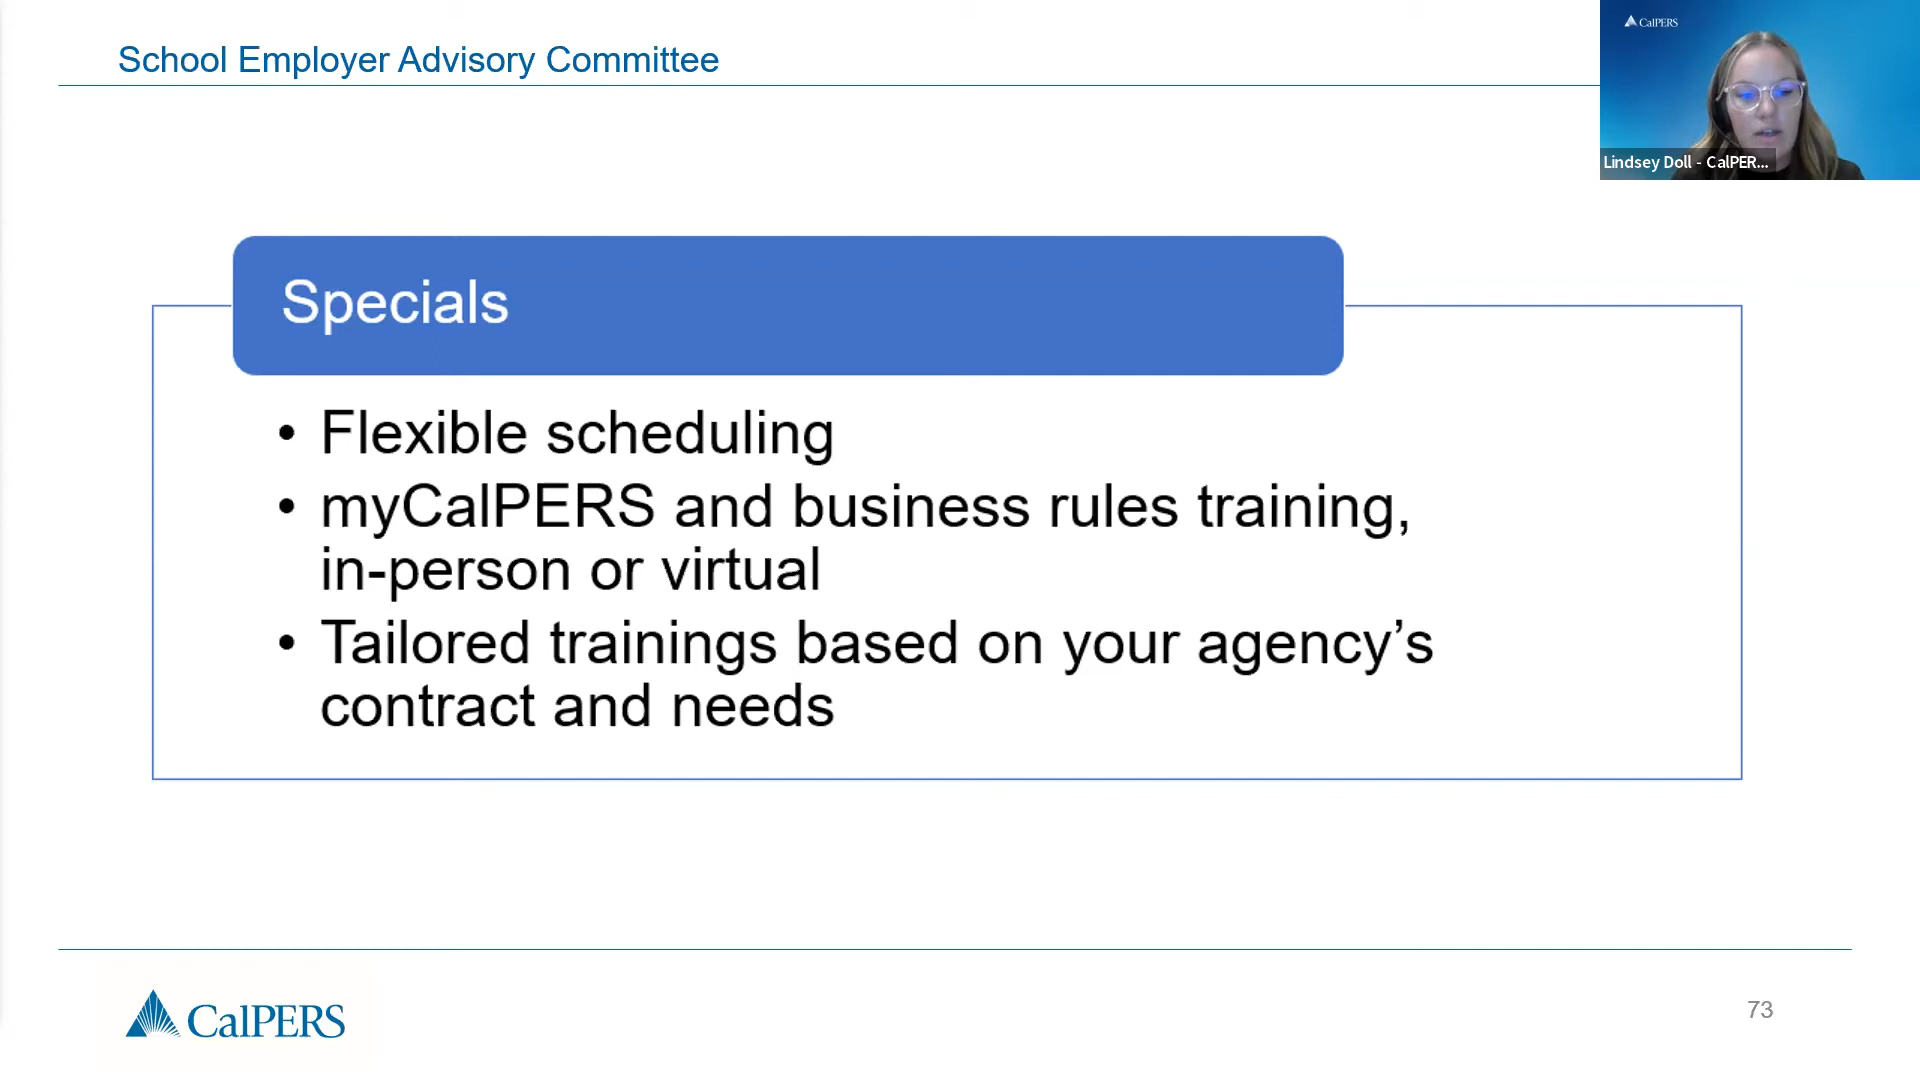 School Employer Advisory Committee
CalPERS
Lindsey Doll - CalPER...
Specials
• Flexible scheduling
• myCalPERS and business rules training,
in-person or virtual
• Tailored trainings based on your agency’s
contract and needs
CalPERS
73